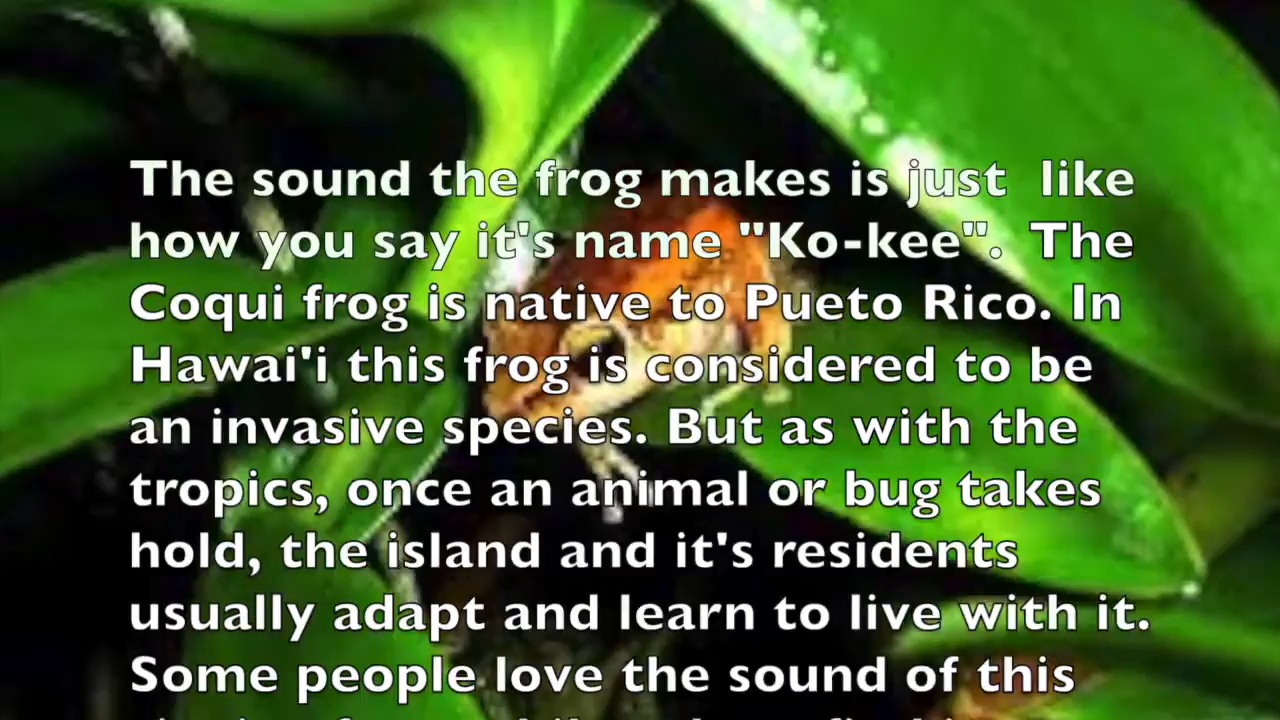 The sound the frog makes is just  like
how you say it's name "Ko-kee".  The
Coqui frog is native to Pueto Rico. In
Hawai'i this frog is considered to be
an invasive species. But as with the
tropics, once an animal or bug takes
hold, the island and it's residents
usually adapt and learn to live with it.
Some people love the sound of this